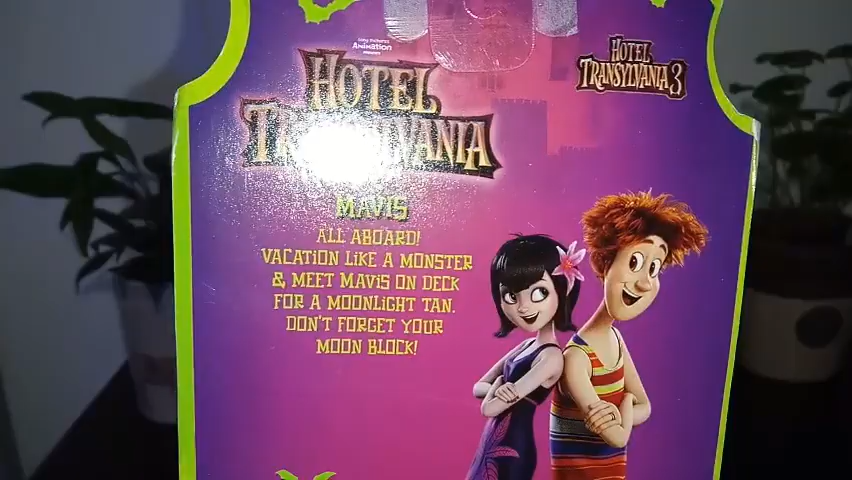 Sony Pictures
Animation
HOTEL
TRANSYLVANIA
HOTEL
TRANSYLVANIA 3
MAVIS
ALL ABOARD!
VACATION LIKE A MONSTER
& MEET MAVIS ON DECK
FOR A MOONLIGHT TAN.
DON'T FORGET YOUR
MOON BLOCK!